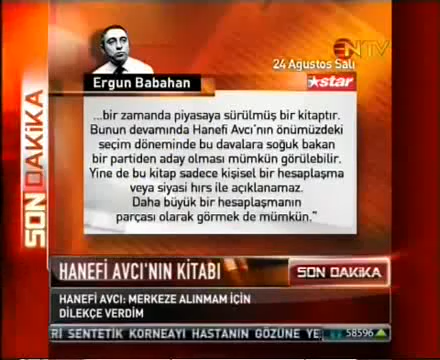 NTV
24 Ağustos Salı
Ergun Babahan
star
...bir zamanda piyasaya sürülmüş bir kitaptır.
Bunun devamında Hanefi Avcı'nın önümüzdeki
seçim döneminde bu davalara soğuk bakan
bir partiden aday olması mümkün görülebilir.
Yine de bu kitap sadece kişisel bir hesaplaşma
veya siyasi hırs ile açıklanamaz.
Daha büyük bir hesaplaşmanın
parçası olarak görmek de mümkün."
SON DAKİKA
HANEFİ AVCI'NIN KİTABI
SON DAKİKA
HANEFİ AVCI: MERKEZE ALINMAM İÇİN
DİLEKÇE VERDİM
Rİ SENTETİK KORNEAYI HASTANIN GÖZÜNE YE
58596